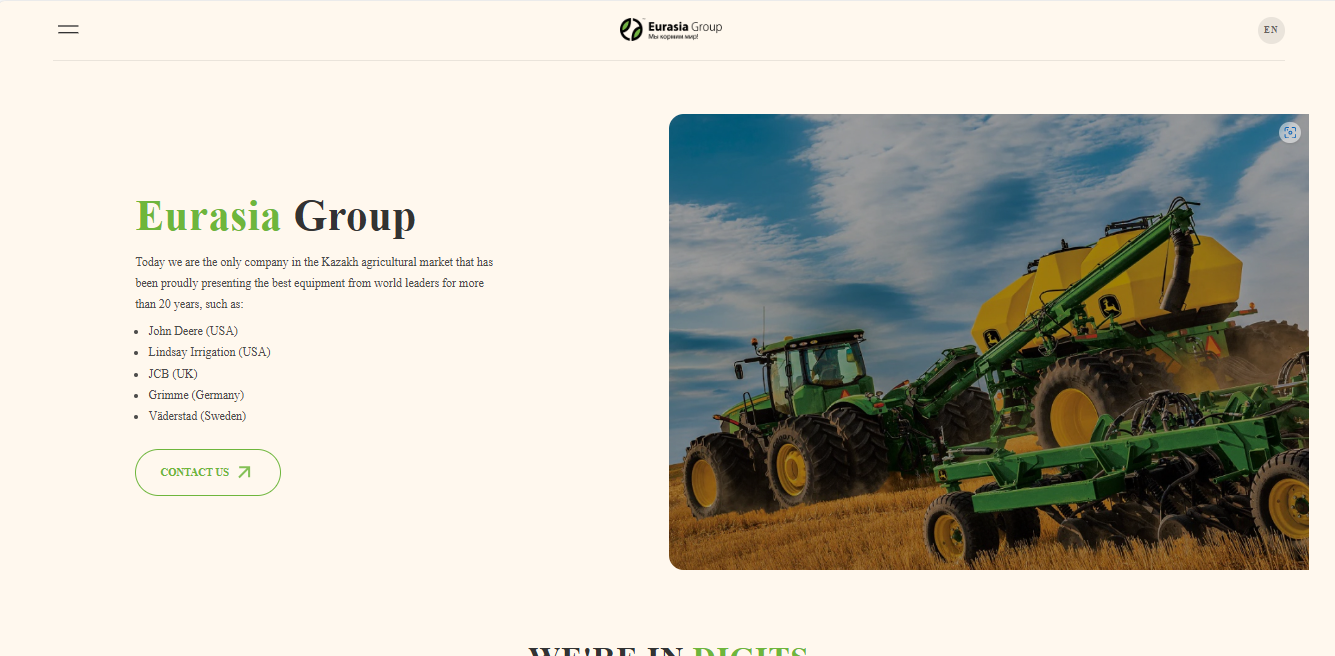 Eurasia Group
Мы кормим мир!
EN
Eurasia Group
Today we are the only company in the Kazakh agricultural market that has
been proudly presenting the best equipment from world leaders for more
than 20 years, such as:
John Deere (USA)
Lindsay Irrigation (USA)
JCB (UK)
Grimme (Germany)
Väderstad (Sweden)
CONTACT US
WE'RE IN DIGITS